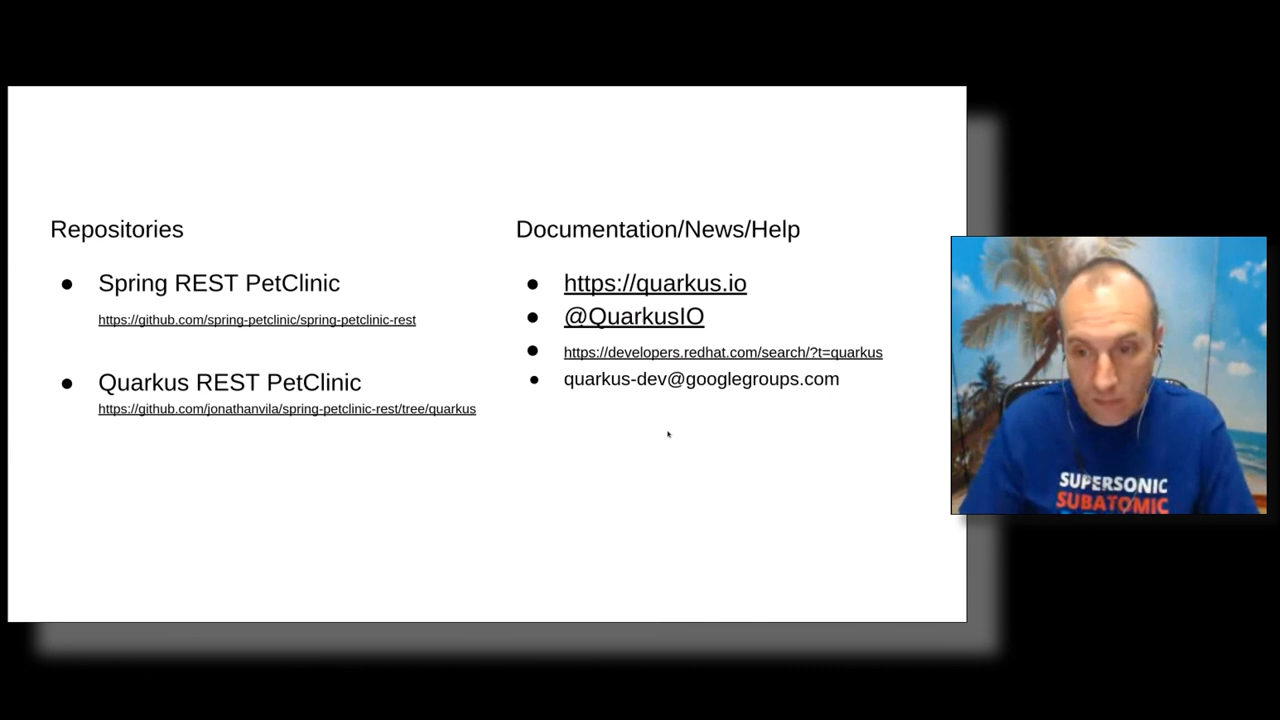 Repositories
Spring REST PetClinic
https://github.com/spring-petclinic/spring-petclinic-rest
Quarkus REST PetClinic
https://github.com/jonathanvila/spring-petclinic-rest/tree/quarkus
Documentation/News/Help
https://quarkus.io
@QuarkusIO
https://developers.redhat.com/search/?t=quarkus
quarkus-dev@googlegroups.com
SUPERSONIC
SUBATOMIC